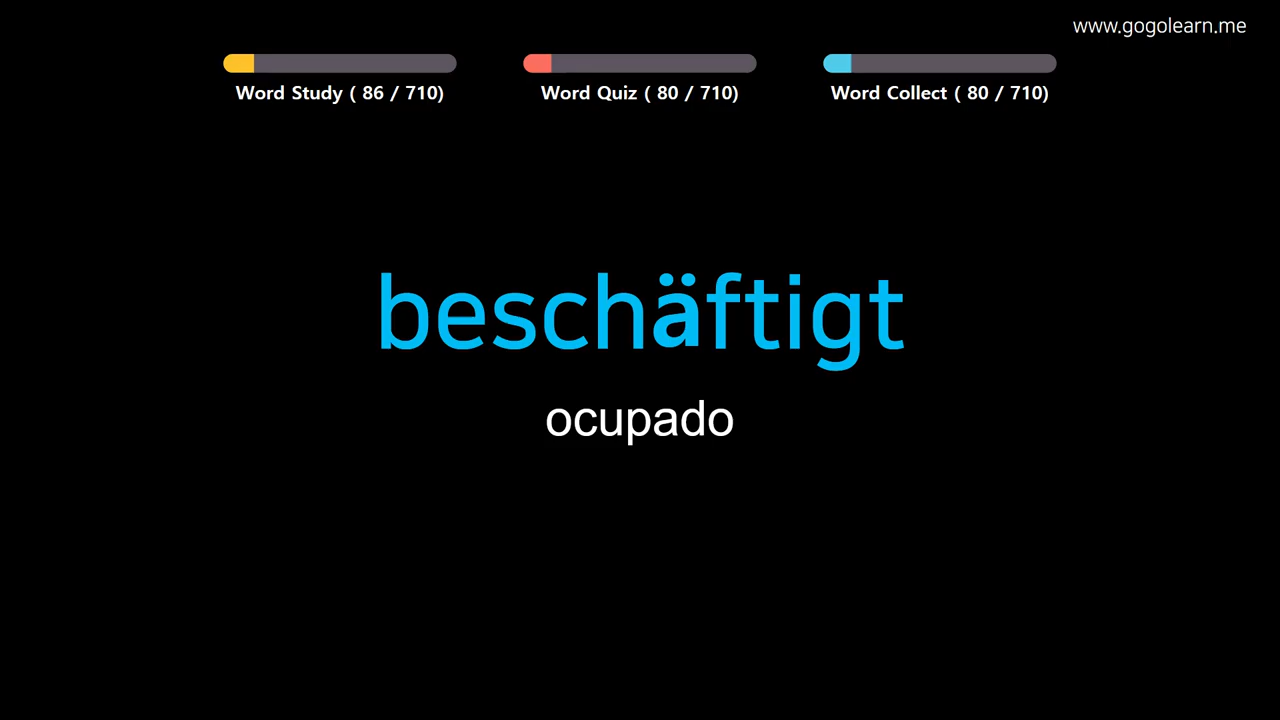 www.gogolearn.me
Word Study ( 86 / 710)
Word Quiz ( 80 / 710)
Word Collect ( 80 / 710)
beschäftigt
ocupado